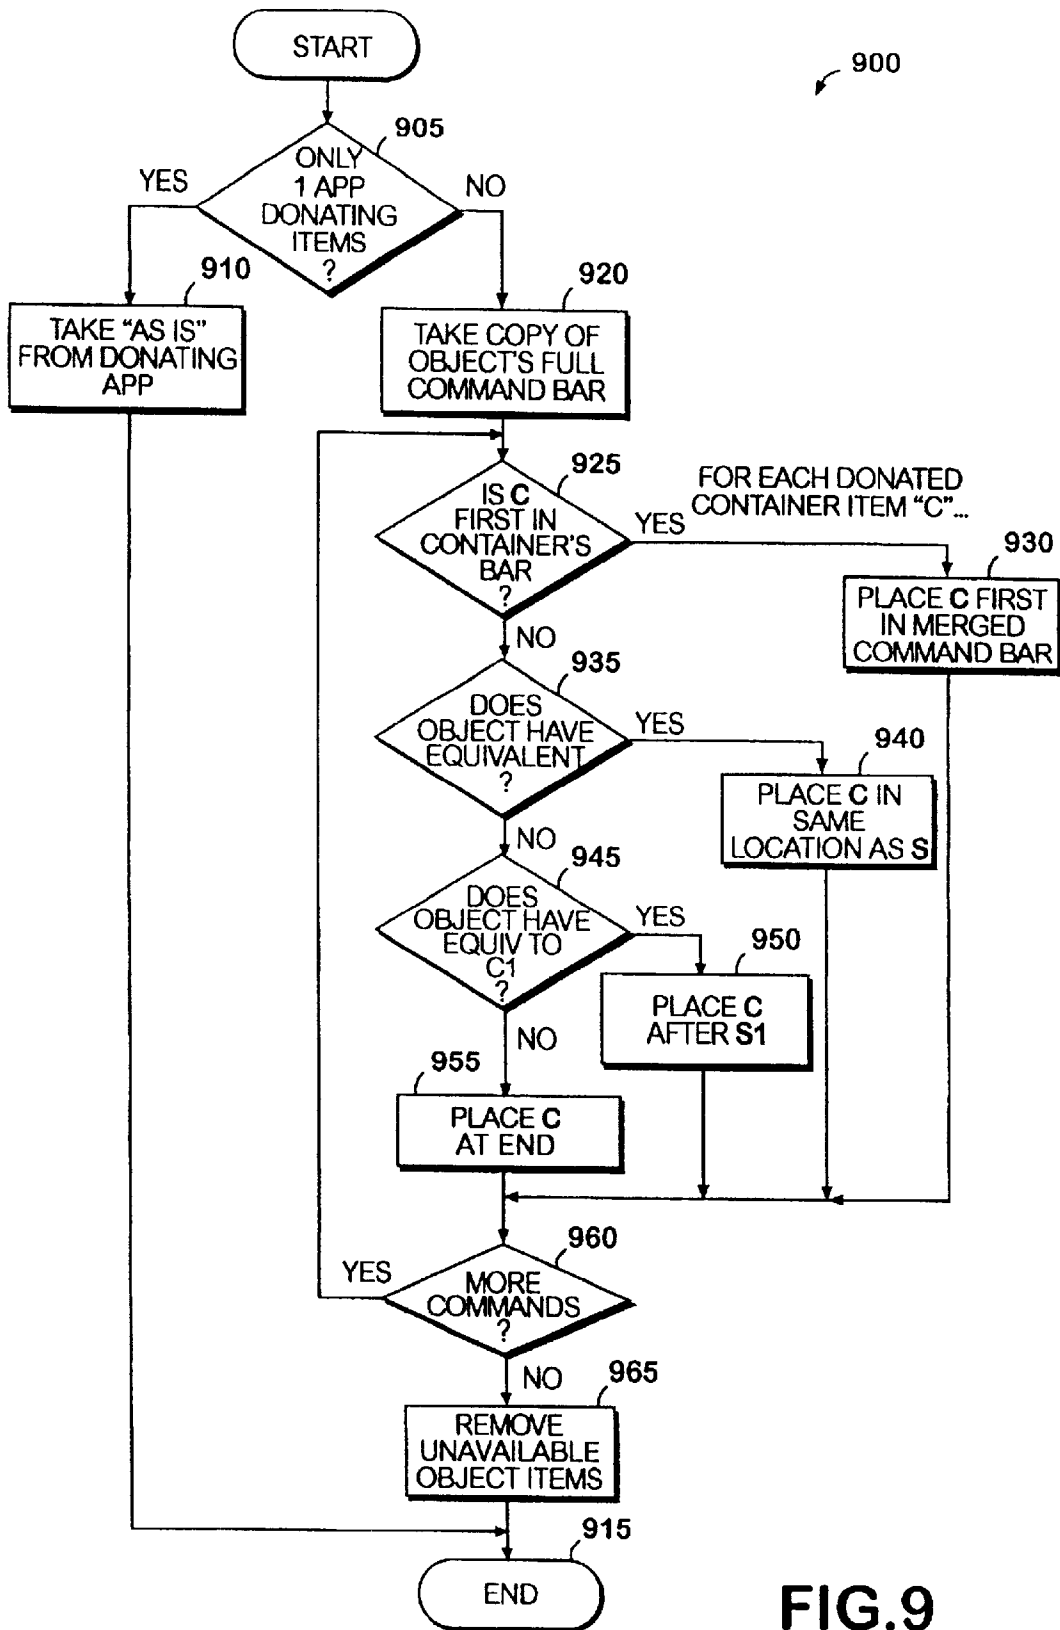 START
900
905
ONLY
1 APP
DONATING
ITEMS
?
YES
NO
910
TAKE “AS IS”
FROM DONATING
APP
920
TAKE COPY OF
OBJECT'S FULL
COMMAND BAR
925
IS C
FIRST IN
CONTAINER'S
BAR
?
YES
FOR EACH DONATED
CONTAINER ITEM “C”...
930
PLACE C FIRST
IN MERGED
COMMAND BAR
NO
935
DOES
OBJECT HAVE
EQUIVALENT
?
YES
940
PLACE C IN
SAME
LOCATION AS S
NO
945
DOES
OBJECT HAVE
EQUIV TO
C1
?
YES
950
PLACE C
AFTER S1
NO
955
PLACE C
AT END
960
MORE
COMMANDS
?
YES
NO
965
REMOVE
UNAVAILABLE
OBJECT ITEMS
915
END
FIG.9